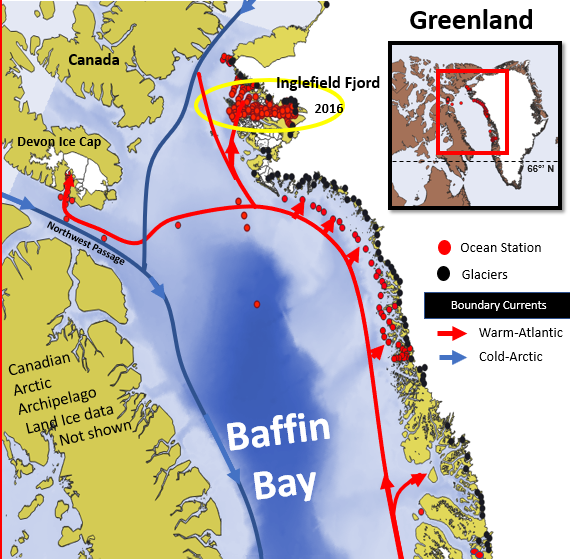 Greenland
Canada
Inglefield Fjord
2016
Devon Ice Cap
66°' N
Northwest Passage
Ocean Station
Glaciers
Boundary Currents
Warm-Atlantic
Cold-Arctic
Canadian
Arctic
Archipelago
Land Ice data
Not shown
Baffin
Bay